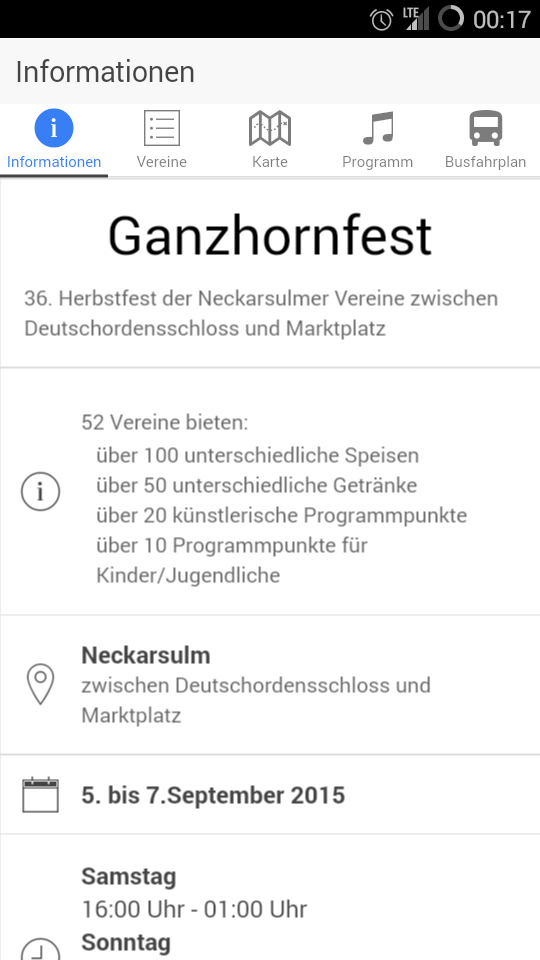 LTE 00:17
Informationen
Informationen Vereine Karte Programm Busfahrplan
Ganzhornfest
36. Herbstfest der Neckarsulmer Vereine zwischen
Deutschordensschloss und Marktplatz
52 Vereine bieten:
über 100 unterschiedliche Speisen
über 50 unterschiedliche Getränke
über 20 künstlerische Programmpunkte
über 10 Programmpunkte für
Kinder/Jugendliche
Neckarsulm
zwischen Deutschordensschloss und
Marktplatz
5. bis 7.September 2015
Samstag
16:00 Uhr - 01:00 Uhr
Sonntag